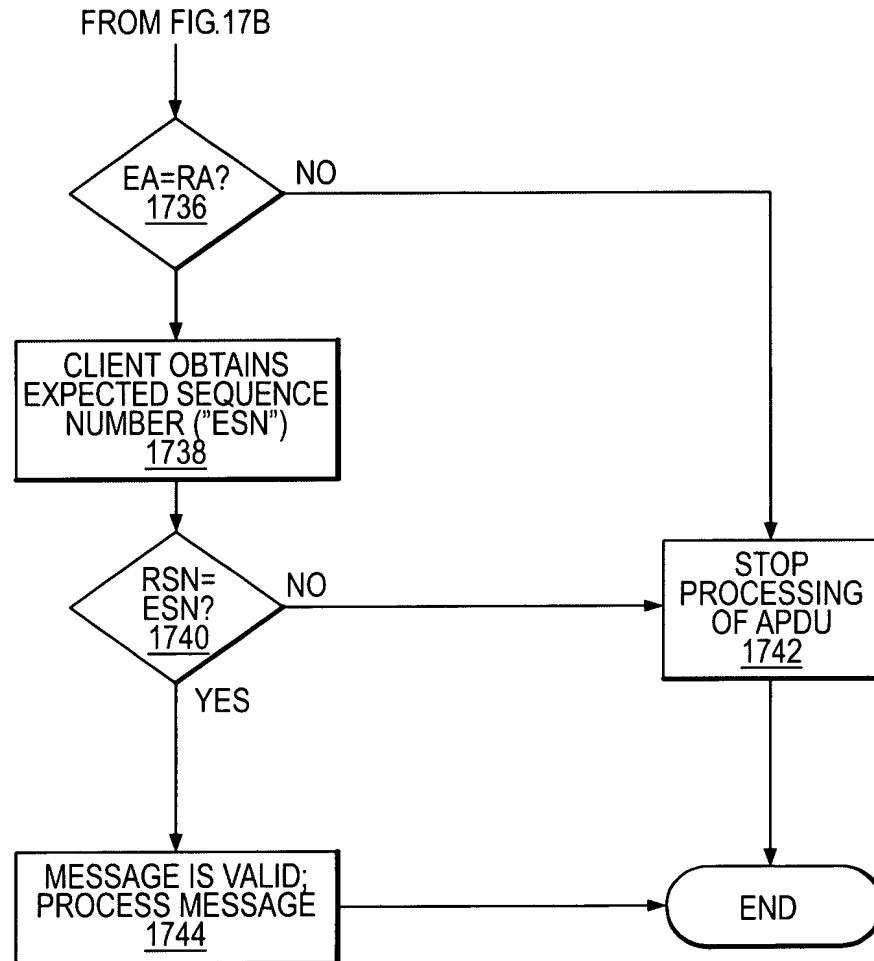 FROM FIG.17B
EA=RA?
1736
NO
CLIENT OBTAINS
EXPECTED SEQUENCE
NUMBER ("ESN")
1738
RSN=
ESN?
1740
NO
YES
STOP
PROCESSING
OF APDU
1742
MESSAGE IS VALID;
PROCESS MESSAGE
1744
END